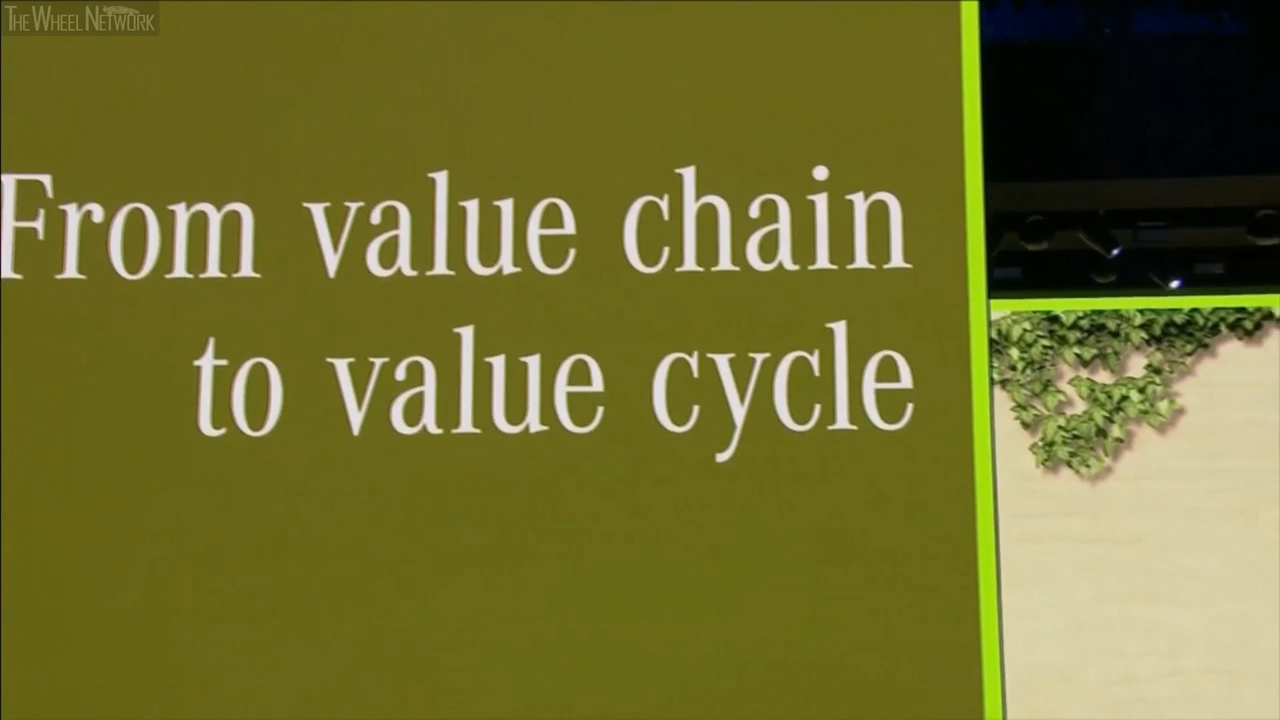 THE WHEEL NETWORK
From value chain
to value cycle